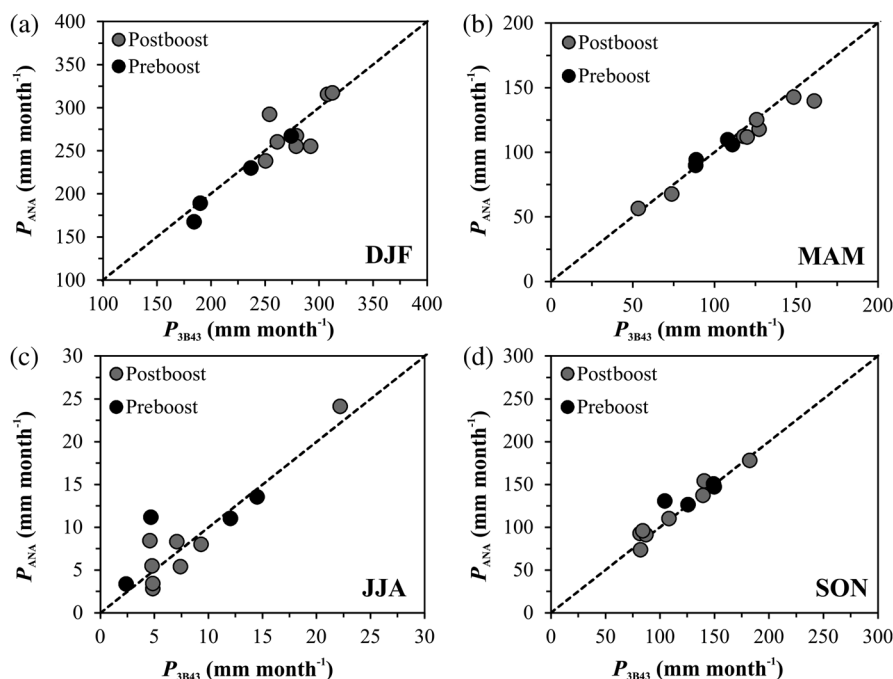 (a)
400
350
300
250
200
150
100
P_ANA (mm month⁻¹)
Postboost
Preboost
DJF
100 150 200 250 300 350 400
P_3B43 (mm month⁻¹)
(b)
200
150
100
50
0
P_ANA (mm month⁻¹)
Postboost
Preboost
MAM
0 50 100 150 200
P_3B43 (mm month⁻¹)
(c)
30
25
20
15
10
5
0
P_ANA (mm month⁻¹)
Postboost
Preboost
JJA
0 5 10 15 20 25 30
P_3B43 (mm month⁻¹)
(d)
300
250
200
150
100
50
0
P_ANA (mm month⁻¹)
Postboost
Preboost
SON
0 50 100 150 200 250 300
P_3B43 (mm month⁻¹)